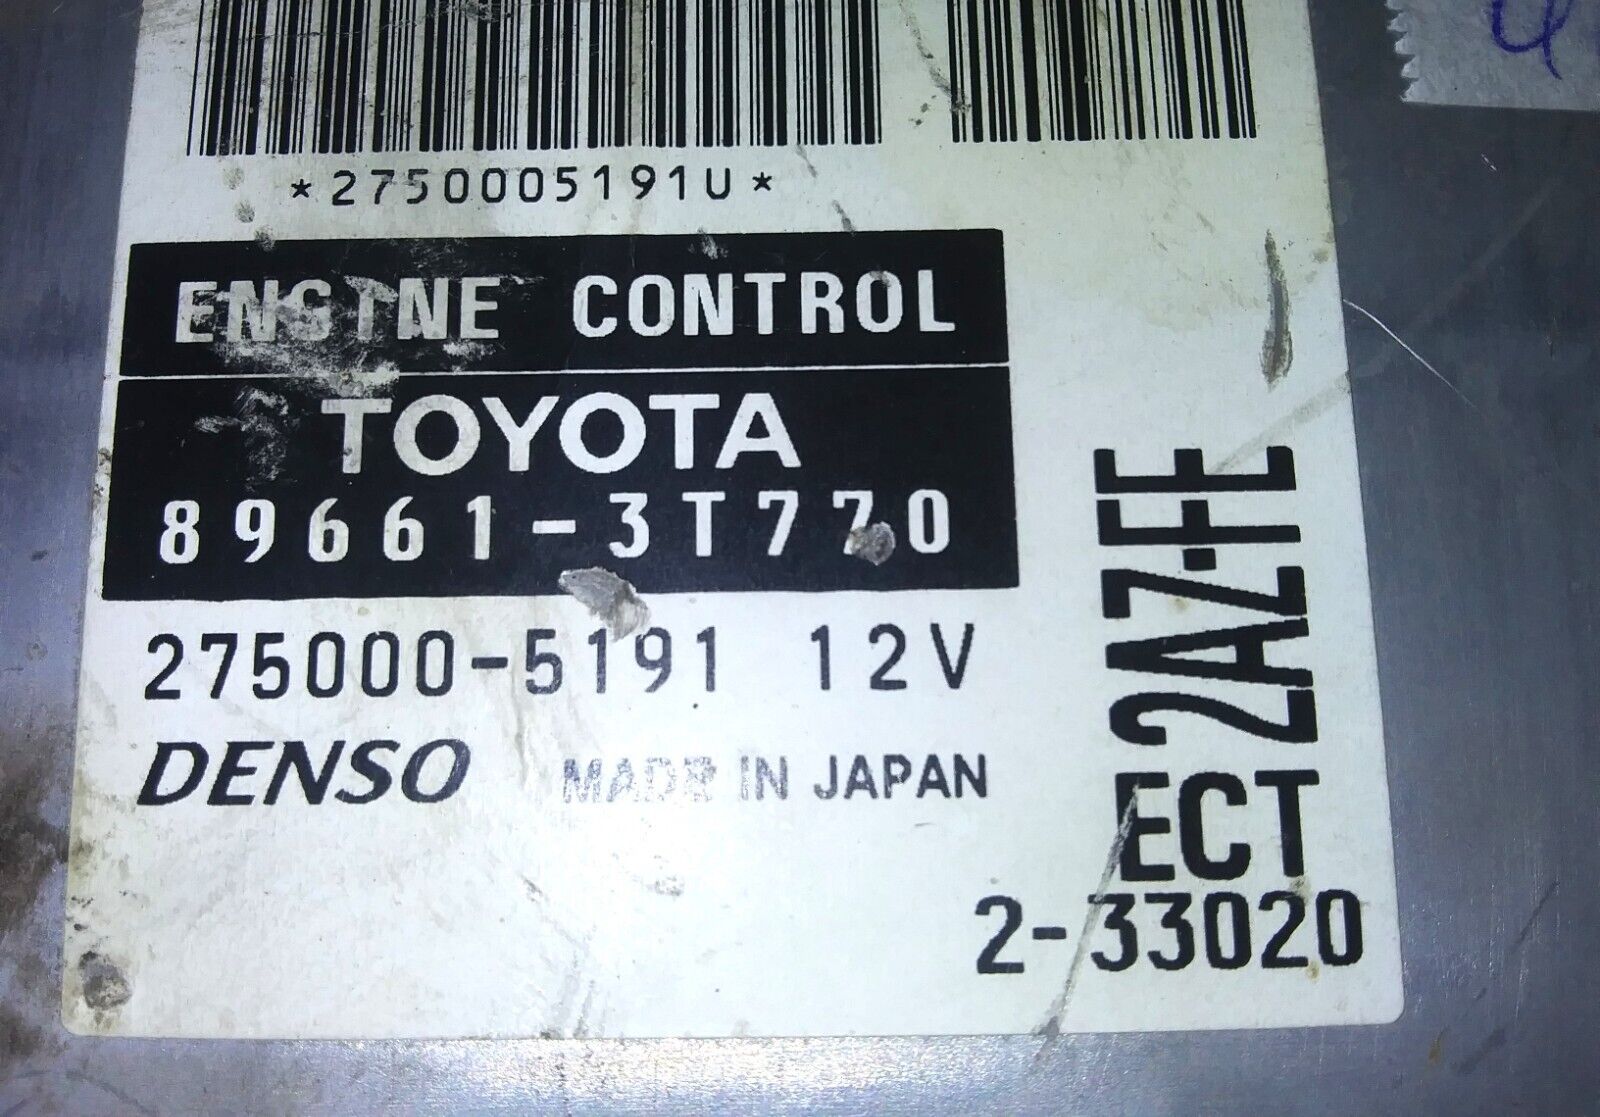 *2750005191U*
ENGINE CONTROL
TOYOTA
89661-3T770
275000-5191 12V
DENSO MADE IN JAPAN
2AZ-FE
ECT
2-33020